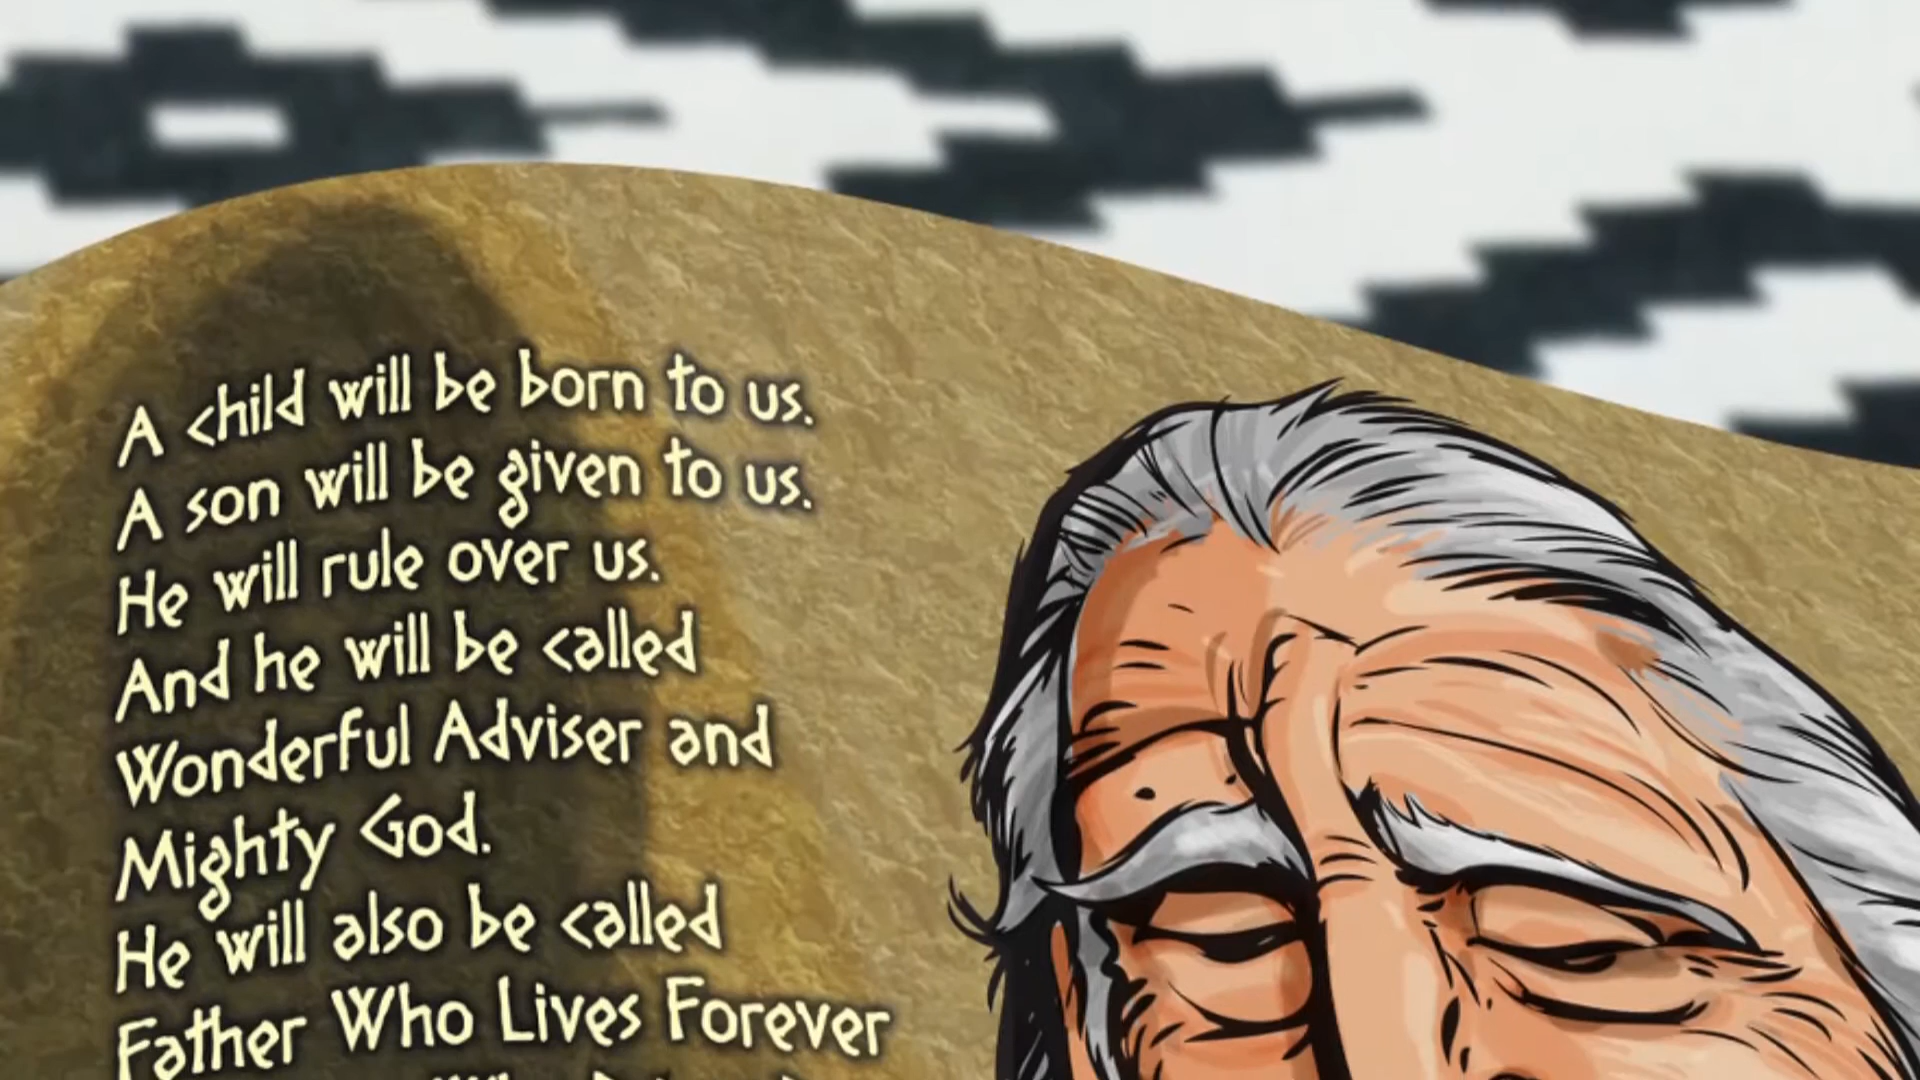 A child will be born to us.
A son will be given to us.
He will rule over us.
And he will be called
Wonderful Adviser and
Mighty God.
He will also be called
Father Who Lives Forever